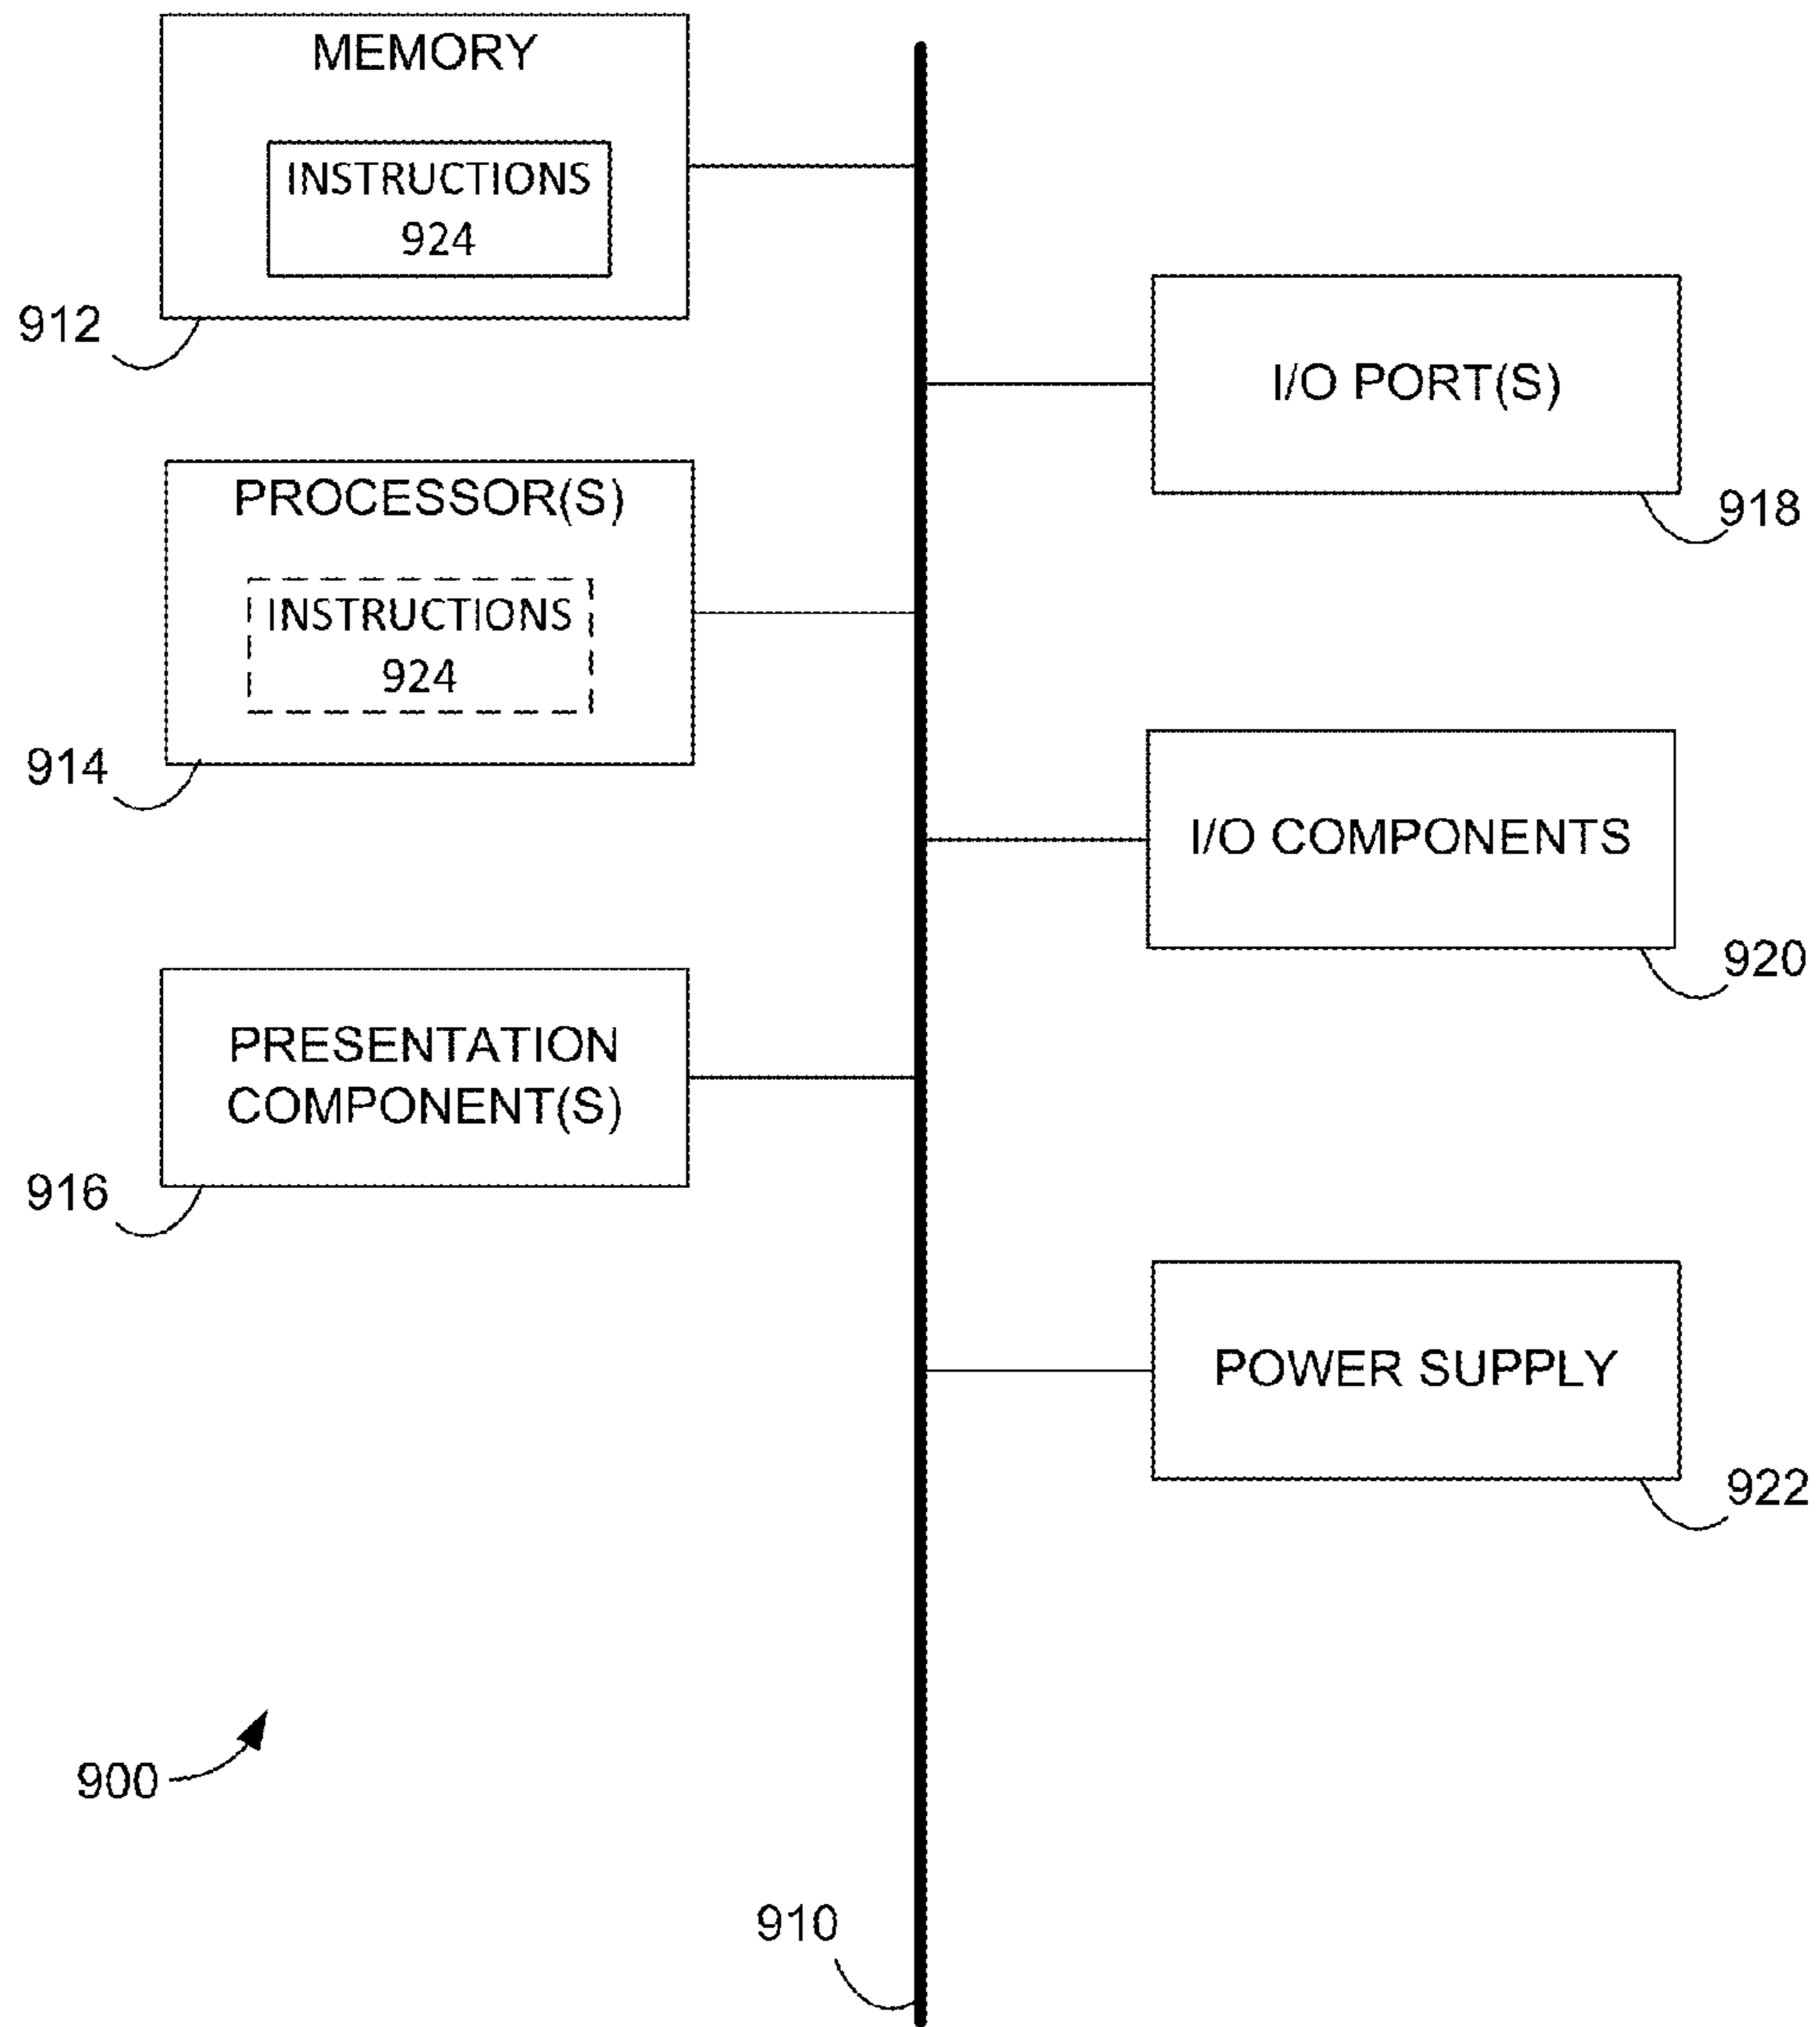 MEMORY
INSTRUCTIONS
924
912
I/O PORT(S)
918
PROCESSOR(S)
INSTRUCTIONS
924
914
I/O COMPONENTS
920
PRESENTATION
COMPONENT(S)
916
POWER SUPPLY
922
900
910